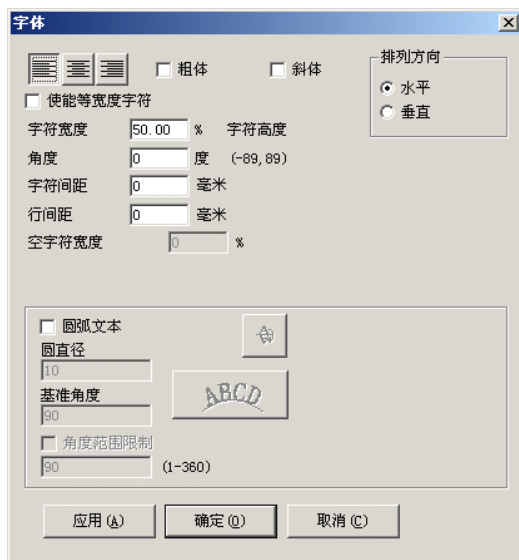 字体
粗体 斜体
排列方向
水平
垂直
使能等宽度字符
字符宽度 50.00 % 字符高度
角度 0 度 (-89,89)
字符间距 0 毫米
行间距 0 毫米
空字符宽度 0 %
圆弧文本
圆直径
10
ABCD
基准角度
90
角度范围限制
90 (1-360)
应用(A) 确定(O) 取消(C)